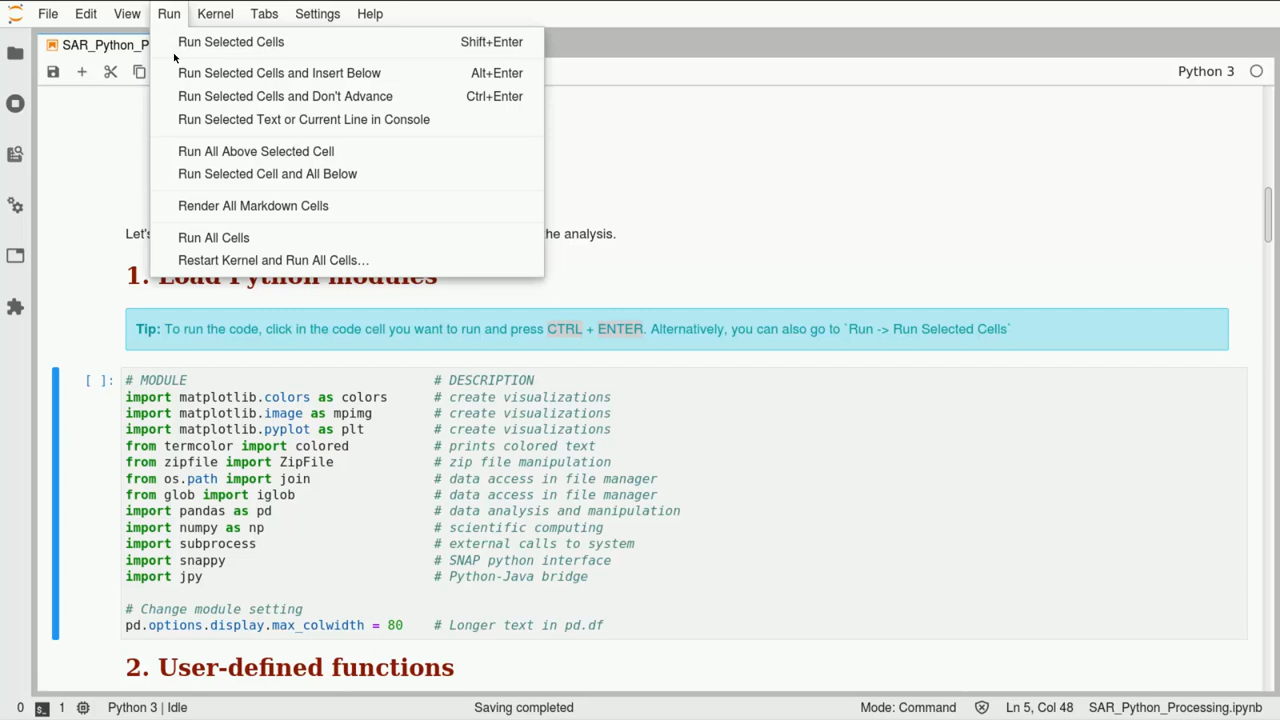 File Edit View Run Kernel Tabs Settings Help
SAR_Python_P
Python 3
Run Selected Cells Shift+Enter
Run Selected Cells and Insert Below Alt+Enter
Run Selected Cells and Don't Advance Ctrl+Enter
Run Selected Text or Current Line in Console
Run All Above Selected Cell
Run Selected Cell and All Below
Render All Markdown Cells
Run All Cells
Restart Kernel and Run All Cells…
Let's he analysis.
1. Load Python modules
Tip: To run the code, click in the code cell you want to run and press CTRL + ENTER. Alternatively, you can also go to `Run -> Run Selected Cells`
[ ]: # MODULE # DESCRIPTION
import matplotlib.colors as colors # create visualizations
import matplotlib.image as mpimg # create visualizations
import matplotlib.pyplot as plt # create visualizations
from termcolor import colored # prints colored text
from zipfile import ZipFile # zip file manipulation
from os.path import join # data access in file manager
from glob import iglob # data access in file manager
import pandas as pd # data analysis and manipulation
import numpy as np # scientific computing
import subprocess # external calls to system
import snappy # SNAP python interface
import jpy # Python-Java bridge
# Change module setting
pd.options.display.max_colwidth = 80 # Longer text in pd.df
2. User-defined functions
0 1 Python 3 | Idle Saving completed Mode: Command Ln 5, Col 48 SAR_Python_Processing.ipynb